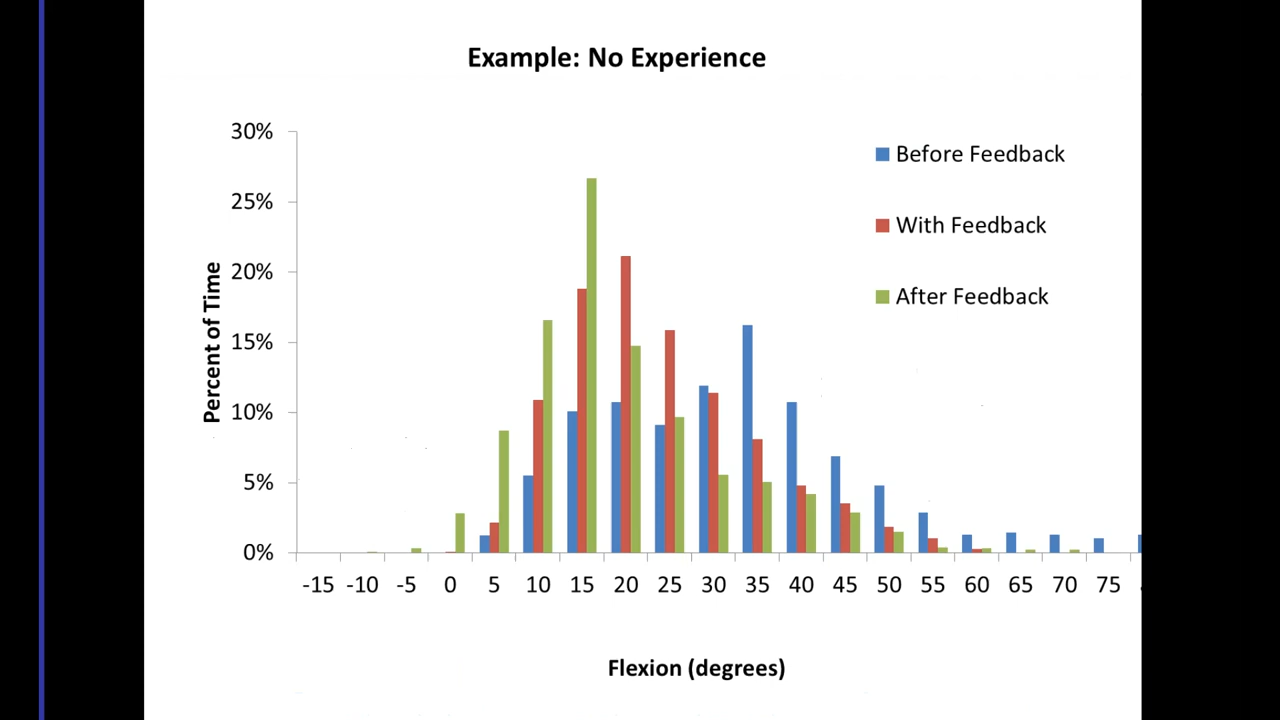 Example: No Experience
30%
25%
20%
15%
10%
5%
0%
Percent of Time
Before Feedback
With Feedback
After Feedback
-15 -10 -5 0 5 10 15 20 25 30 35 40 45 50 55 60 65 70 75
Flexion (degrees)